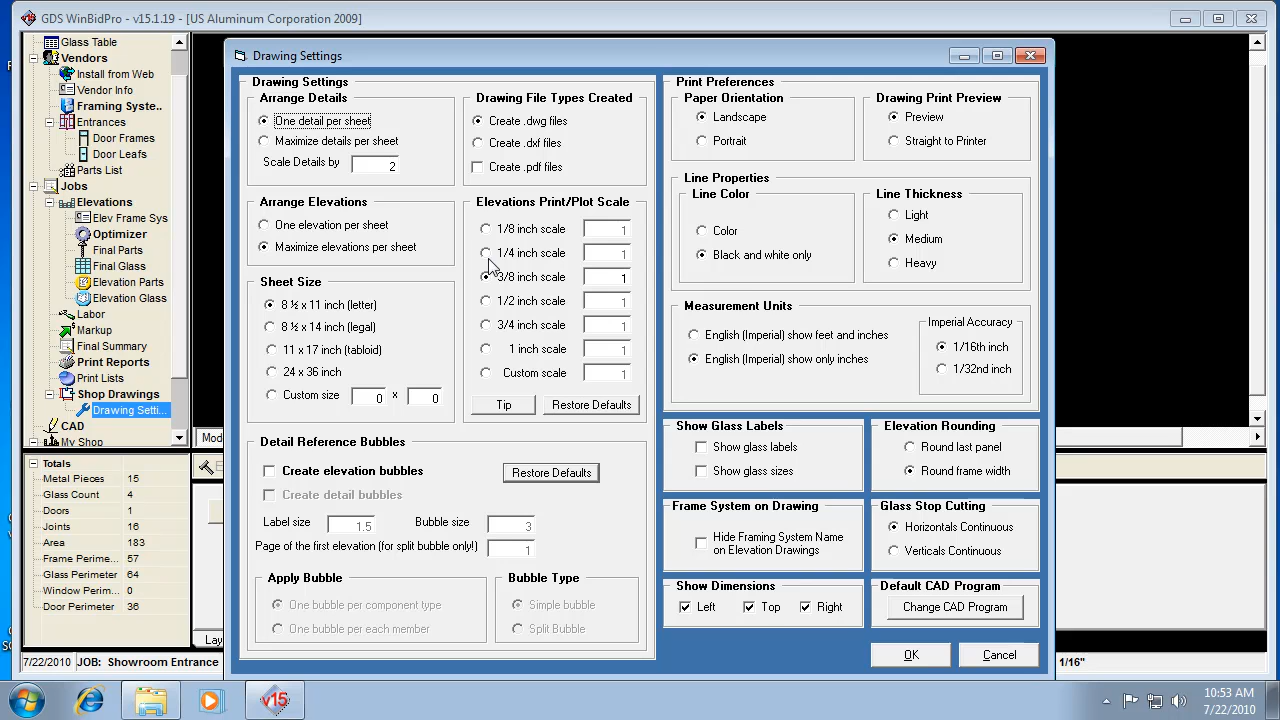 GDS WinBidPro - v15.1.19 - [US Aluminum Corporation 2009]
Glass Table
Vendors
Install from Web
Vendor Info
Framing Syste..
Entrances
Door Frames
Door Leafs
Parts List
Jobs
Elevations
Elev Frame Sys
Optimizer
Final Parts
Final Glass
Elevation Parts
Elevation Glass
Labor
Markup
Final Summary
Print Reports
Print Lists
Shop Drawings
Drawing Setti...
CAD
My Shop
Totals
Metal Pieces 15
Glass Count 4
Doors 1
Joints 16
Area 183
Frame Perime... 57
Glass Perimeter 64
Window Perim... 0
Door Perimeter 36
7/22/2010 JOB: Showroom Entrance
Drawing Settings
Drawing Settings
Arrange Details
One detail per sheet
Maximize details per sheet
Scale Details by 2
Drawing File Types Created
Create .dwg files
Create .dxf files
Create .pdf files
Arrange Elevations
One elevation per sheet
Maximize elevations per sheet
Elevations Print/Plot Scale
1/8 inch scale 1
1/4 inch scale 1
3/8 inch scale 1
1/2 inch scale 1
3/4 inch scale 1
1 inch scale 1
Custom scale 1
Tip Restore Defaults
Sheet Size
8 ½ x 11 inch (letter)
8 ½ x 14 inch (legal)
11 x 17 inch (tabloid)
24 x 36 inch
Custom size 0 x 0
Detail Reference Bubbles
Create elevation bubbles
Restore Defaults
Create detail bubbles
Label size 1.5 Bubble size 3
Page of the first elevation (for split bubble only!) 1
Apply Bubble
One bubble per component type
One bubble per each member
Bubble Type
Simple bubble
Split Bubble
Print Preferences
Paper Orientation
Landscape
Portrait
Drawing Print Preview
Preview
Straight to Printer
Line Properties
Line Color
Color
Black and white only
Line Thickness
Light
Medium
Heavy
Measurement Units
English (Imperial) show feet and inches
English (Imperial) show only inches
Imperial Accuracy
1/16th inch
1/32nd inch
Show Glass Labels
Show glass labels
Show glass sizes
Elevation Rounding
Round last panel
Round frame width
Frame System on Drawing
Hide Framing System Name
on Elevation Drawings
Glass Stop Cutting
Horizontals Continuous
Verticals Continuous
Show Dimensions
Left Top Right
Default CAD Program
Change CAD Program
OK Cancel
Mod
Lay
1/16"
v15
10:53 AM
7/22/2010